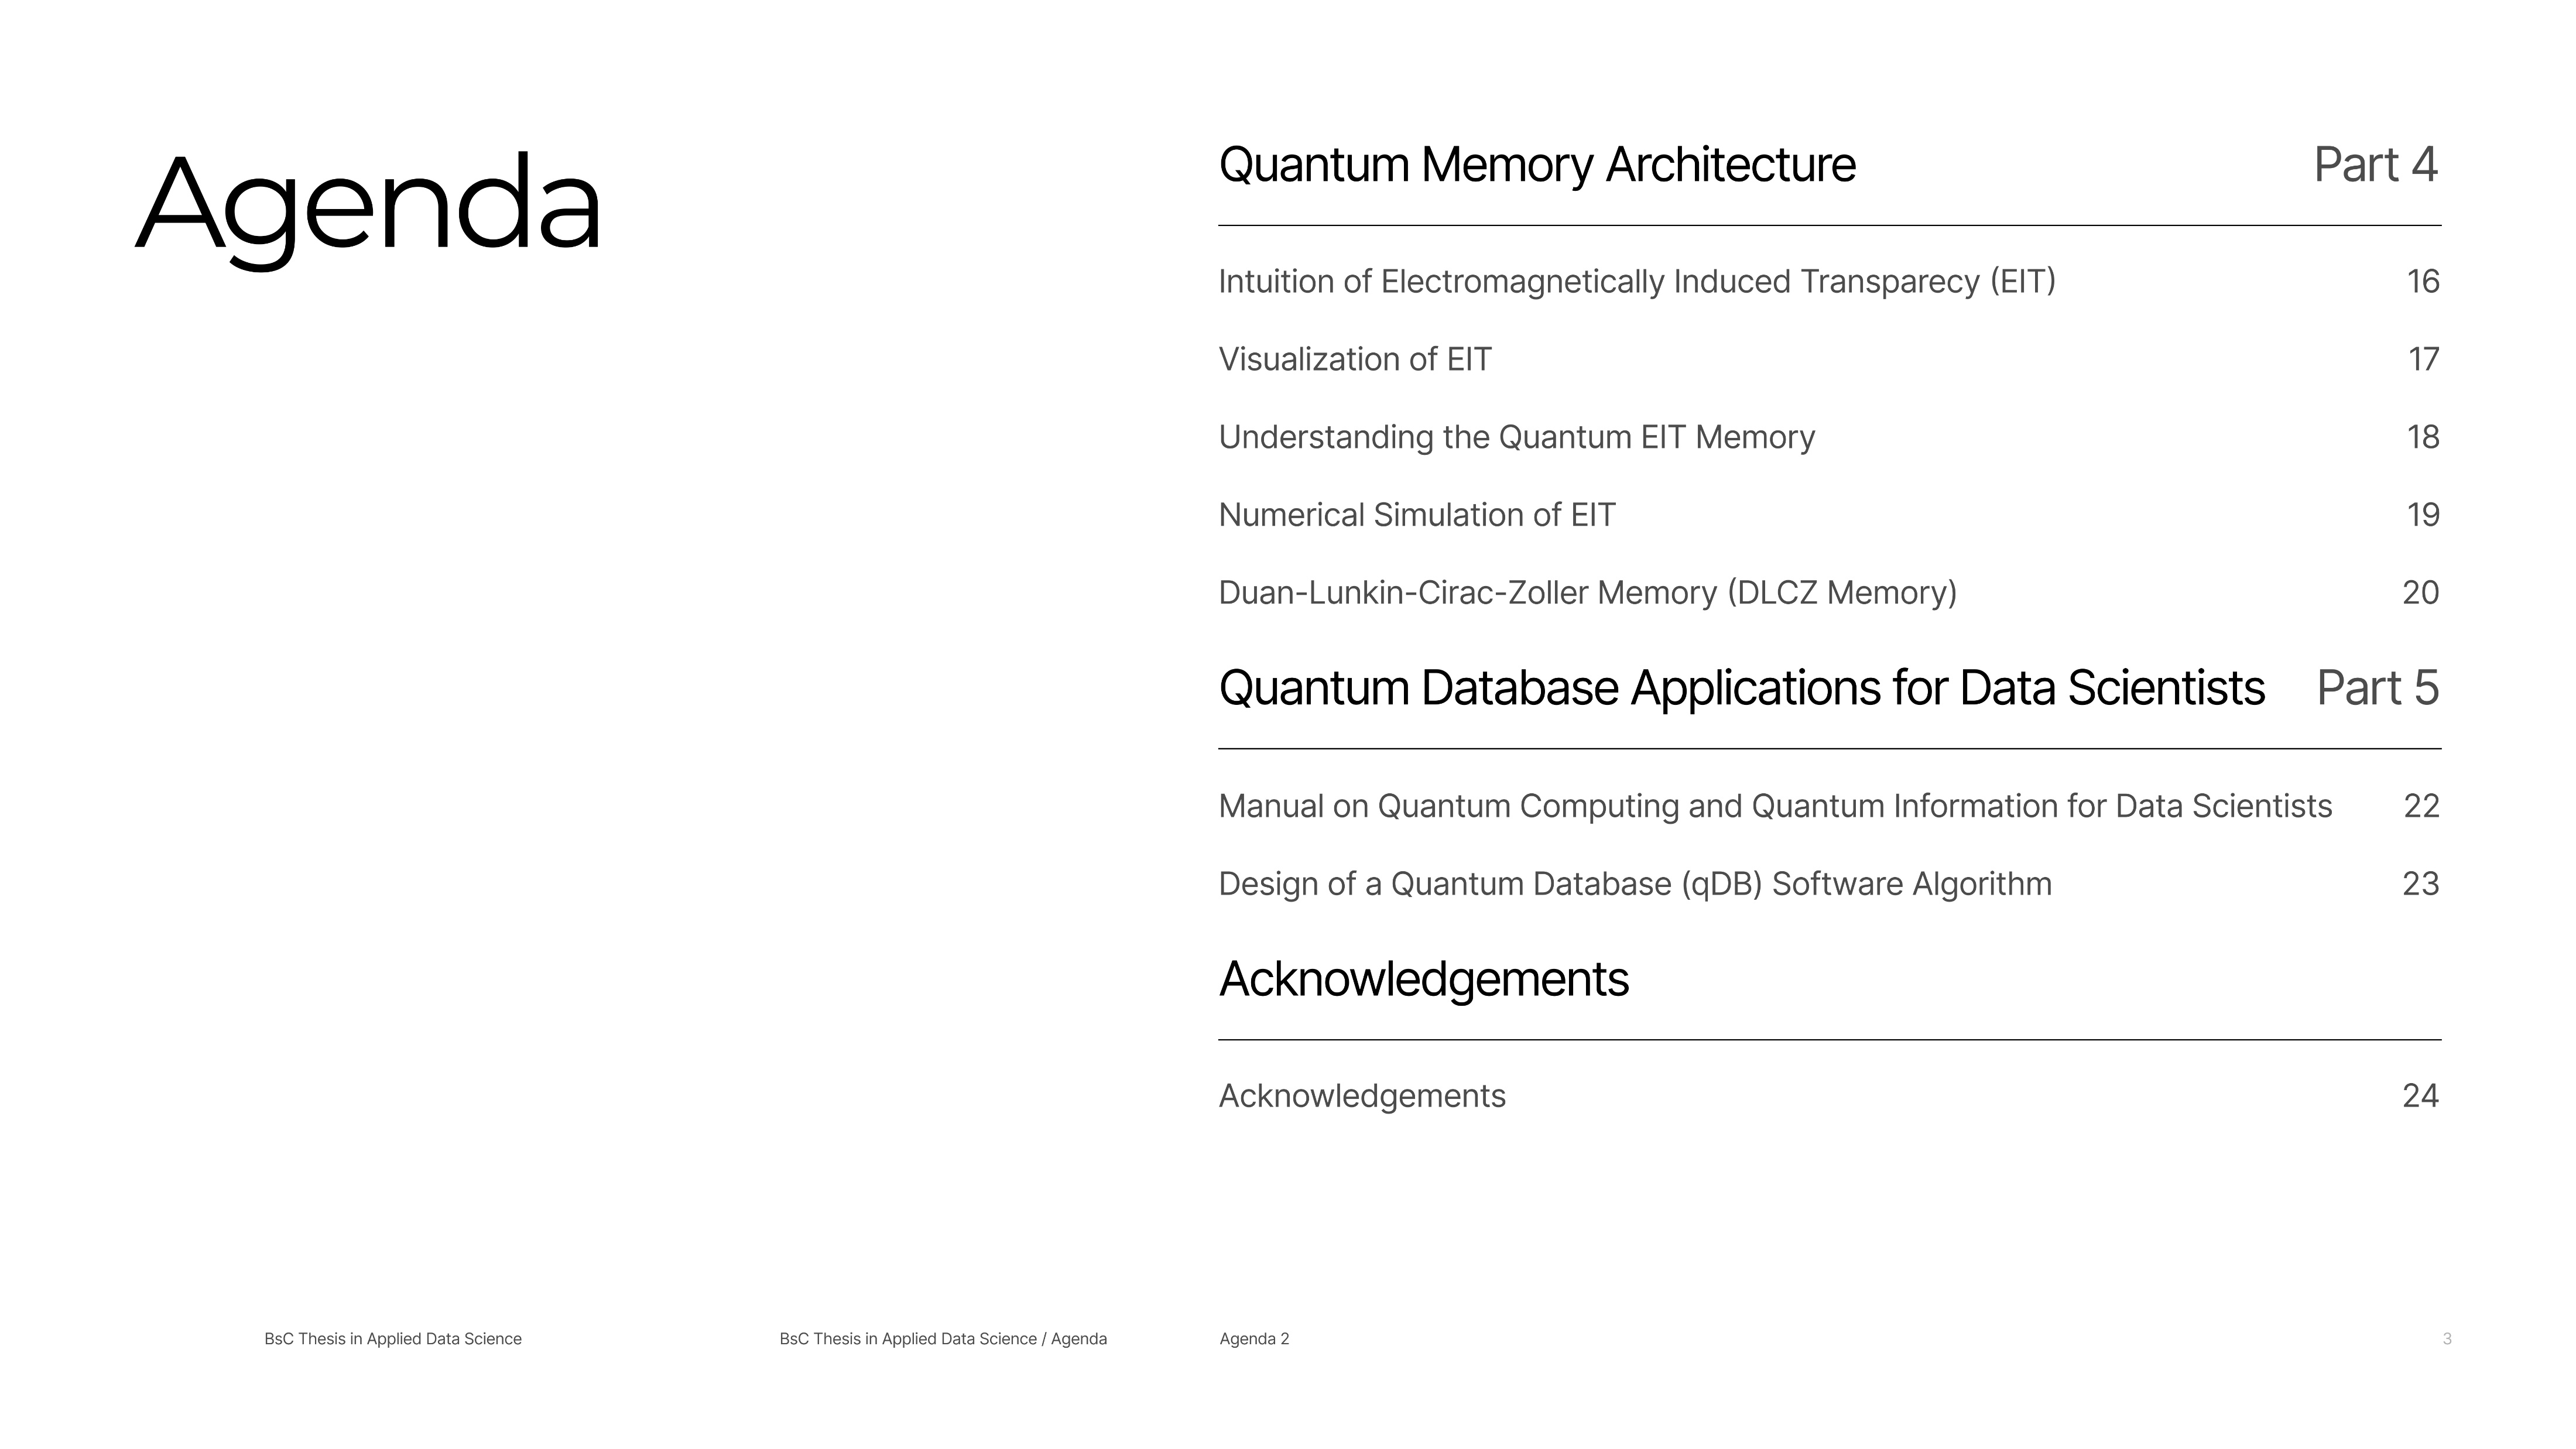 Agenda
Quantum Memory Architecture Part 4
Intuition of Electromagnetically Induced Transparecy (EIT) 16
Visualization of EIT 17
Understanding the Quantum EIT Memory 18
Numerical Simulation of EIT 19
Duan-Lunkin-Cirac-Zoller Memory (DLCZ Memory) 20
Quantum Database Applications for Data Scientists Part 5
Manual on Quantum Computing and Quantum Information for Data Scientists 22
Design of a Quantum Database (qDB) Software Algorithm 23
Acknowledgements
Acknowledgements 24
BsC Thesis in Applied Data Science BsC Thesis in Applied Data Science / Agenda Agenda 2 3